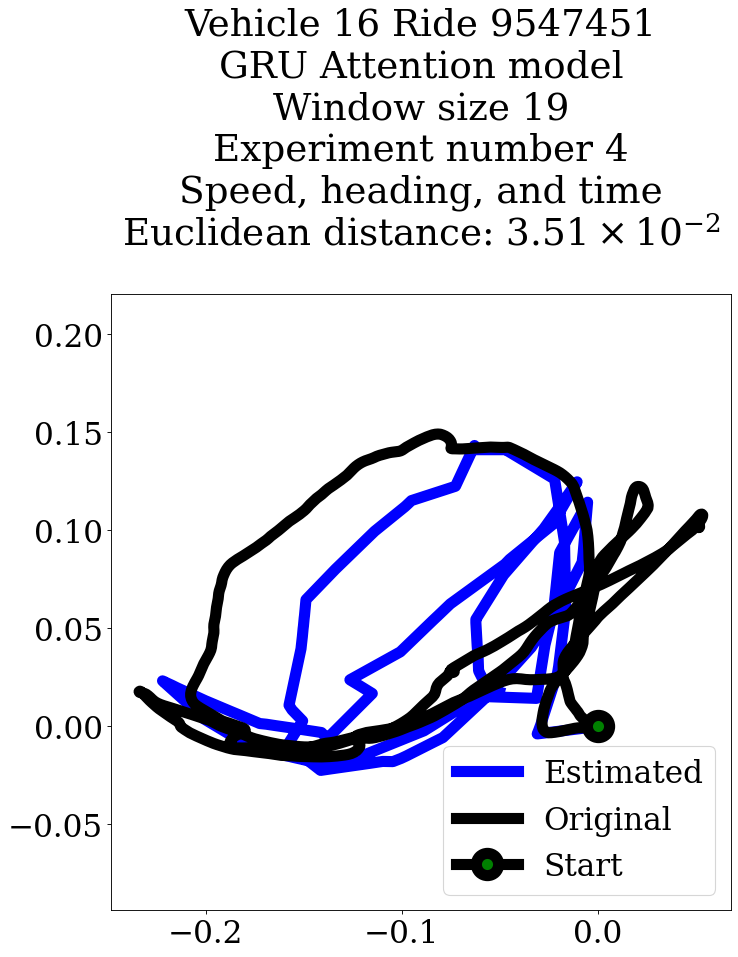 Vehicle 16 Ride 9547451
GRU Attention model
Window size 19
Experiment number 4
Speed, heading, and time
Euclidean distance: 3.51 × 10⁻²
0.20
0.15
0.10
0.05
0.00
−0.05
Estimated
Original
Start
−0.2
−0.1
0.0